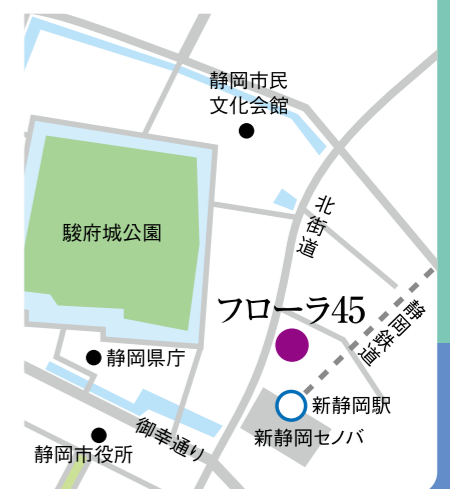 静岡市民
文化会館
北街道
駿府城公園
フローラ45
静岡鉄道
静岡県庁
新静岡駅
新静岡セノバ
御幸通り
静岡市役所